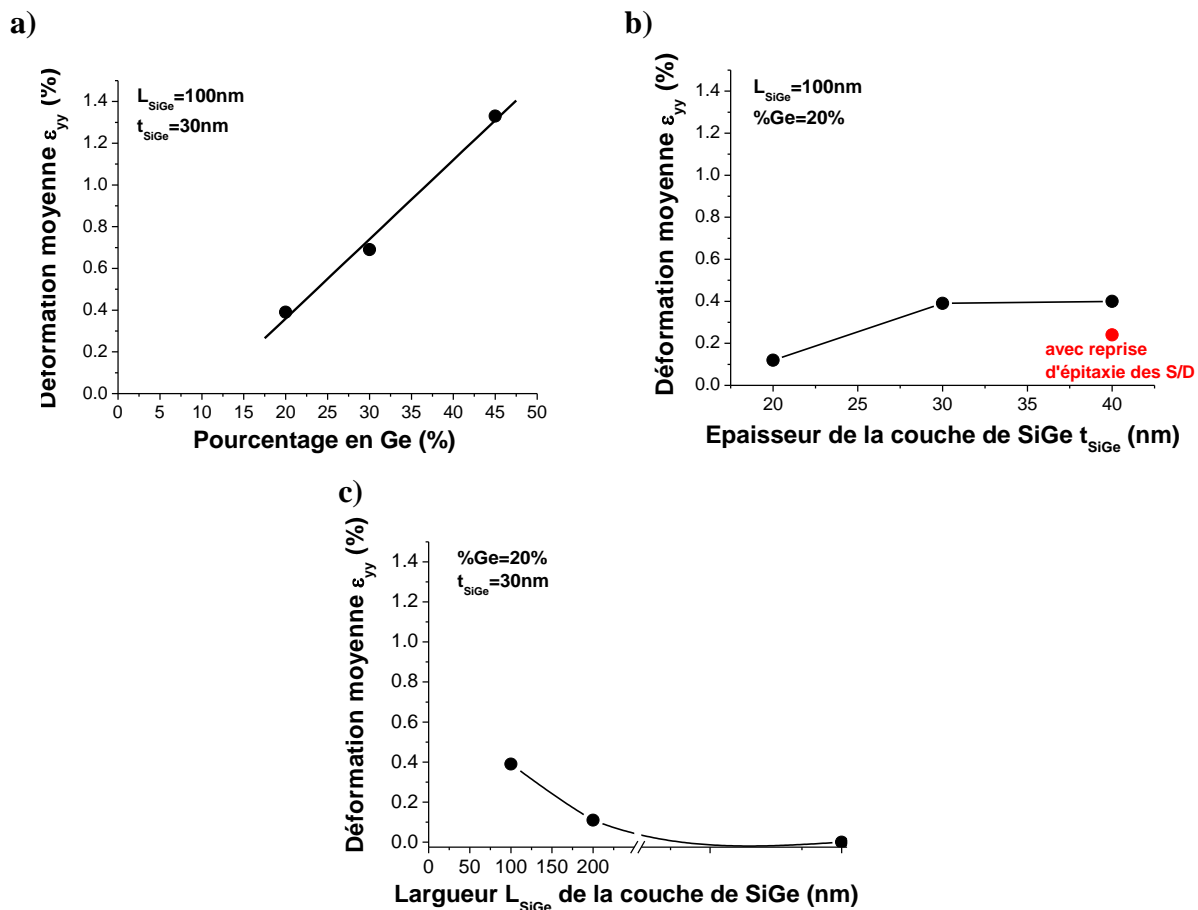 a)
L_SiGe=100nm
t_SiGe=30nm
Déformation moyenne ε_yy (%)
1.4
1.2
1.0
0.8
0.6
0.4
0.2
0.0
0 5 10 15 20 25 30 35 40 45 50
Pourcentage en Ge (%)
b)
L_SiGe=100nm
%Ge=20%
Déformation moyenne ε_yy (%)
1.4
1.2
1.0
0.8
0.6
0.4
0.2
0.0
avec reprise
d'épitaxie des S/D
20 25 30 35 40
Epaisseur de la couche de SiGe t_SiGe (nm)
c)
%Ge=20%
t_SiGe=30nm
Déformation moyenne ε_yy (%)
1.4
1.2
1.0
0.8
0.6
0.4
0.2
0.0
0 50 100 150 200
Largueur L_SiGe de la couche de SiGe (nm)